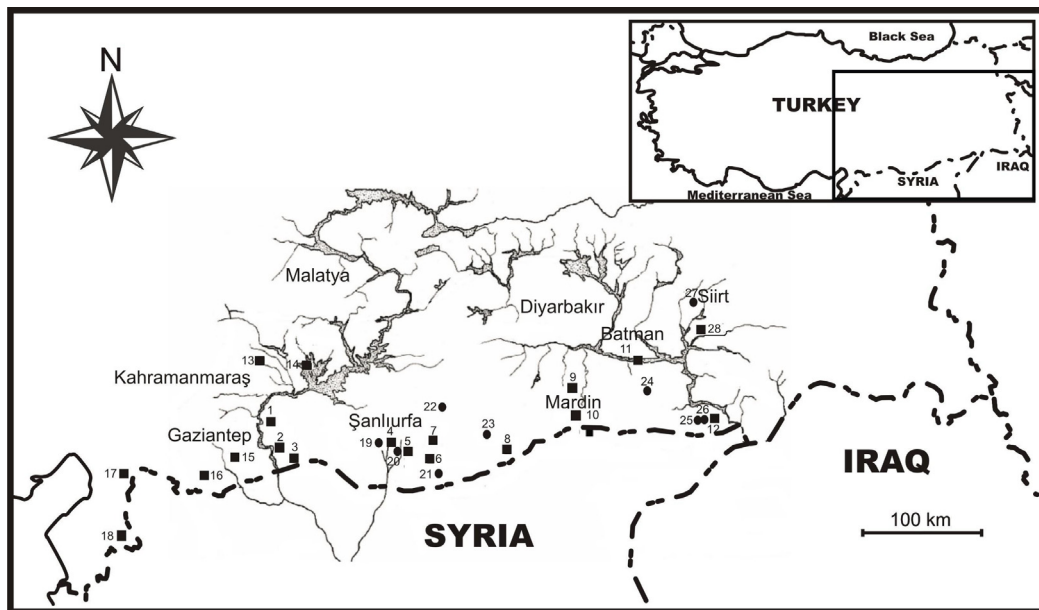 N
Black Sea
TURKEY
IRAQ
SYRIA
Mediterranean Sea
Malatya
Diyarbakır
27
Siirt
28
Batman
11
13
14
Kahramanmaraş
24
9
Mardin
10
22
1
Şanlıurfa
26
25
12
Gaziantep
2
19
4
7
23
15
3
20
5
6
8
21
17
16
IRAQ
18
SYRIA
100 km